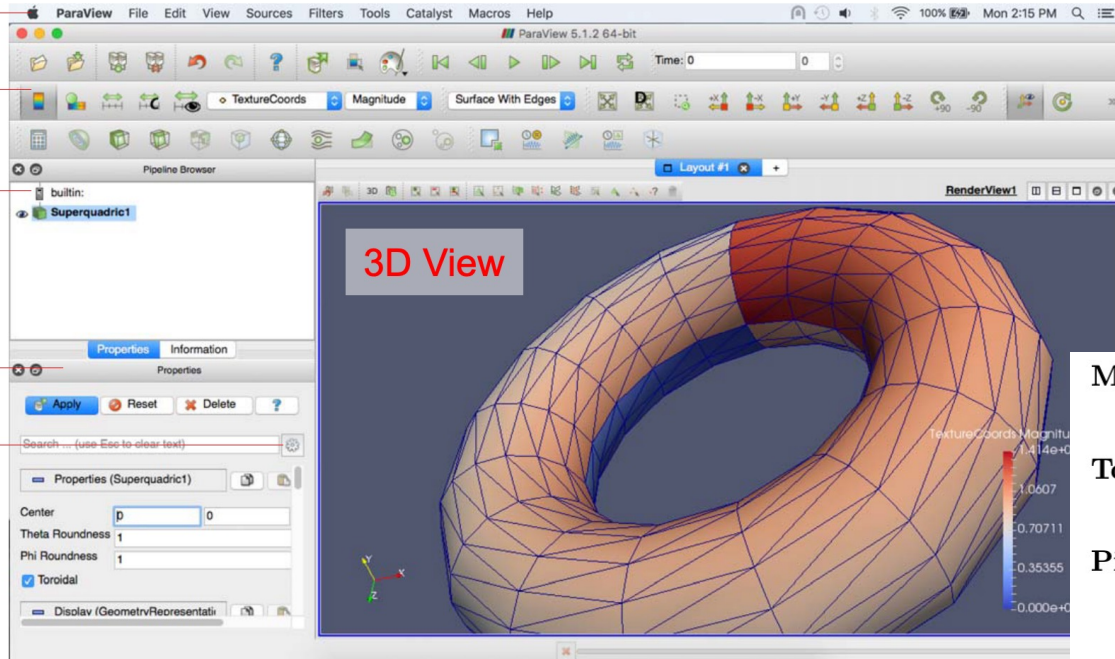 ParaView File Edit View Sources Filters Tools Catalyst Macros Help 100% Mon 2:15 PM
ParaView 5.1.2 64-bit
Time: 0 0
TextureCoords Magnitude Surface With Edges +X -X +Y -Y +Z -Z +90 -90
Pipeline Browser
Layout #1 +
builtin:
3D
RenderView1
Superquadric1
3D View
Properties Information
Properties
Apply Reset Delete ?
Search ... (use Esc to clear text)
Properties (Superquadric1)
Center 0 0
Theta Roundness 1
Phi Roundness 1
Toroidal
Display (GeometryRepresentati
TextureCoords Magnitu
1.414e+0
1.0607
0.70711
0.35355
0.000e+0
Y
X
Z
M
To
Pi